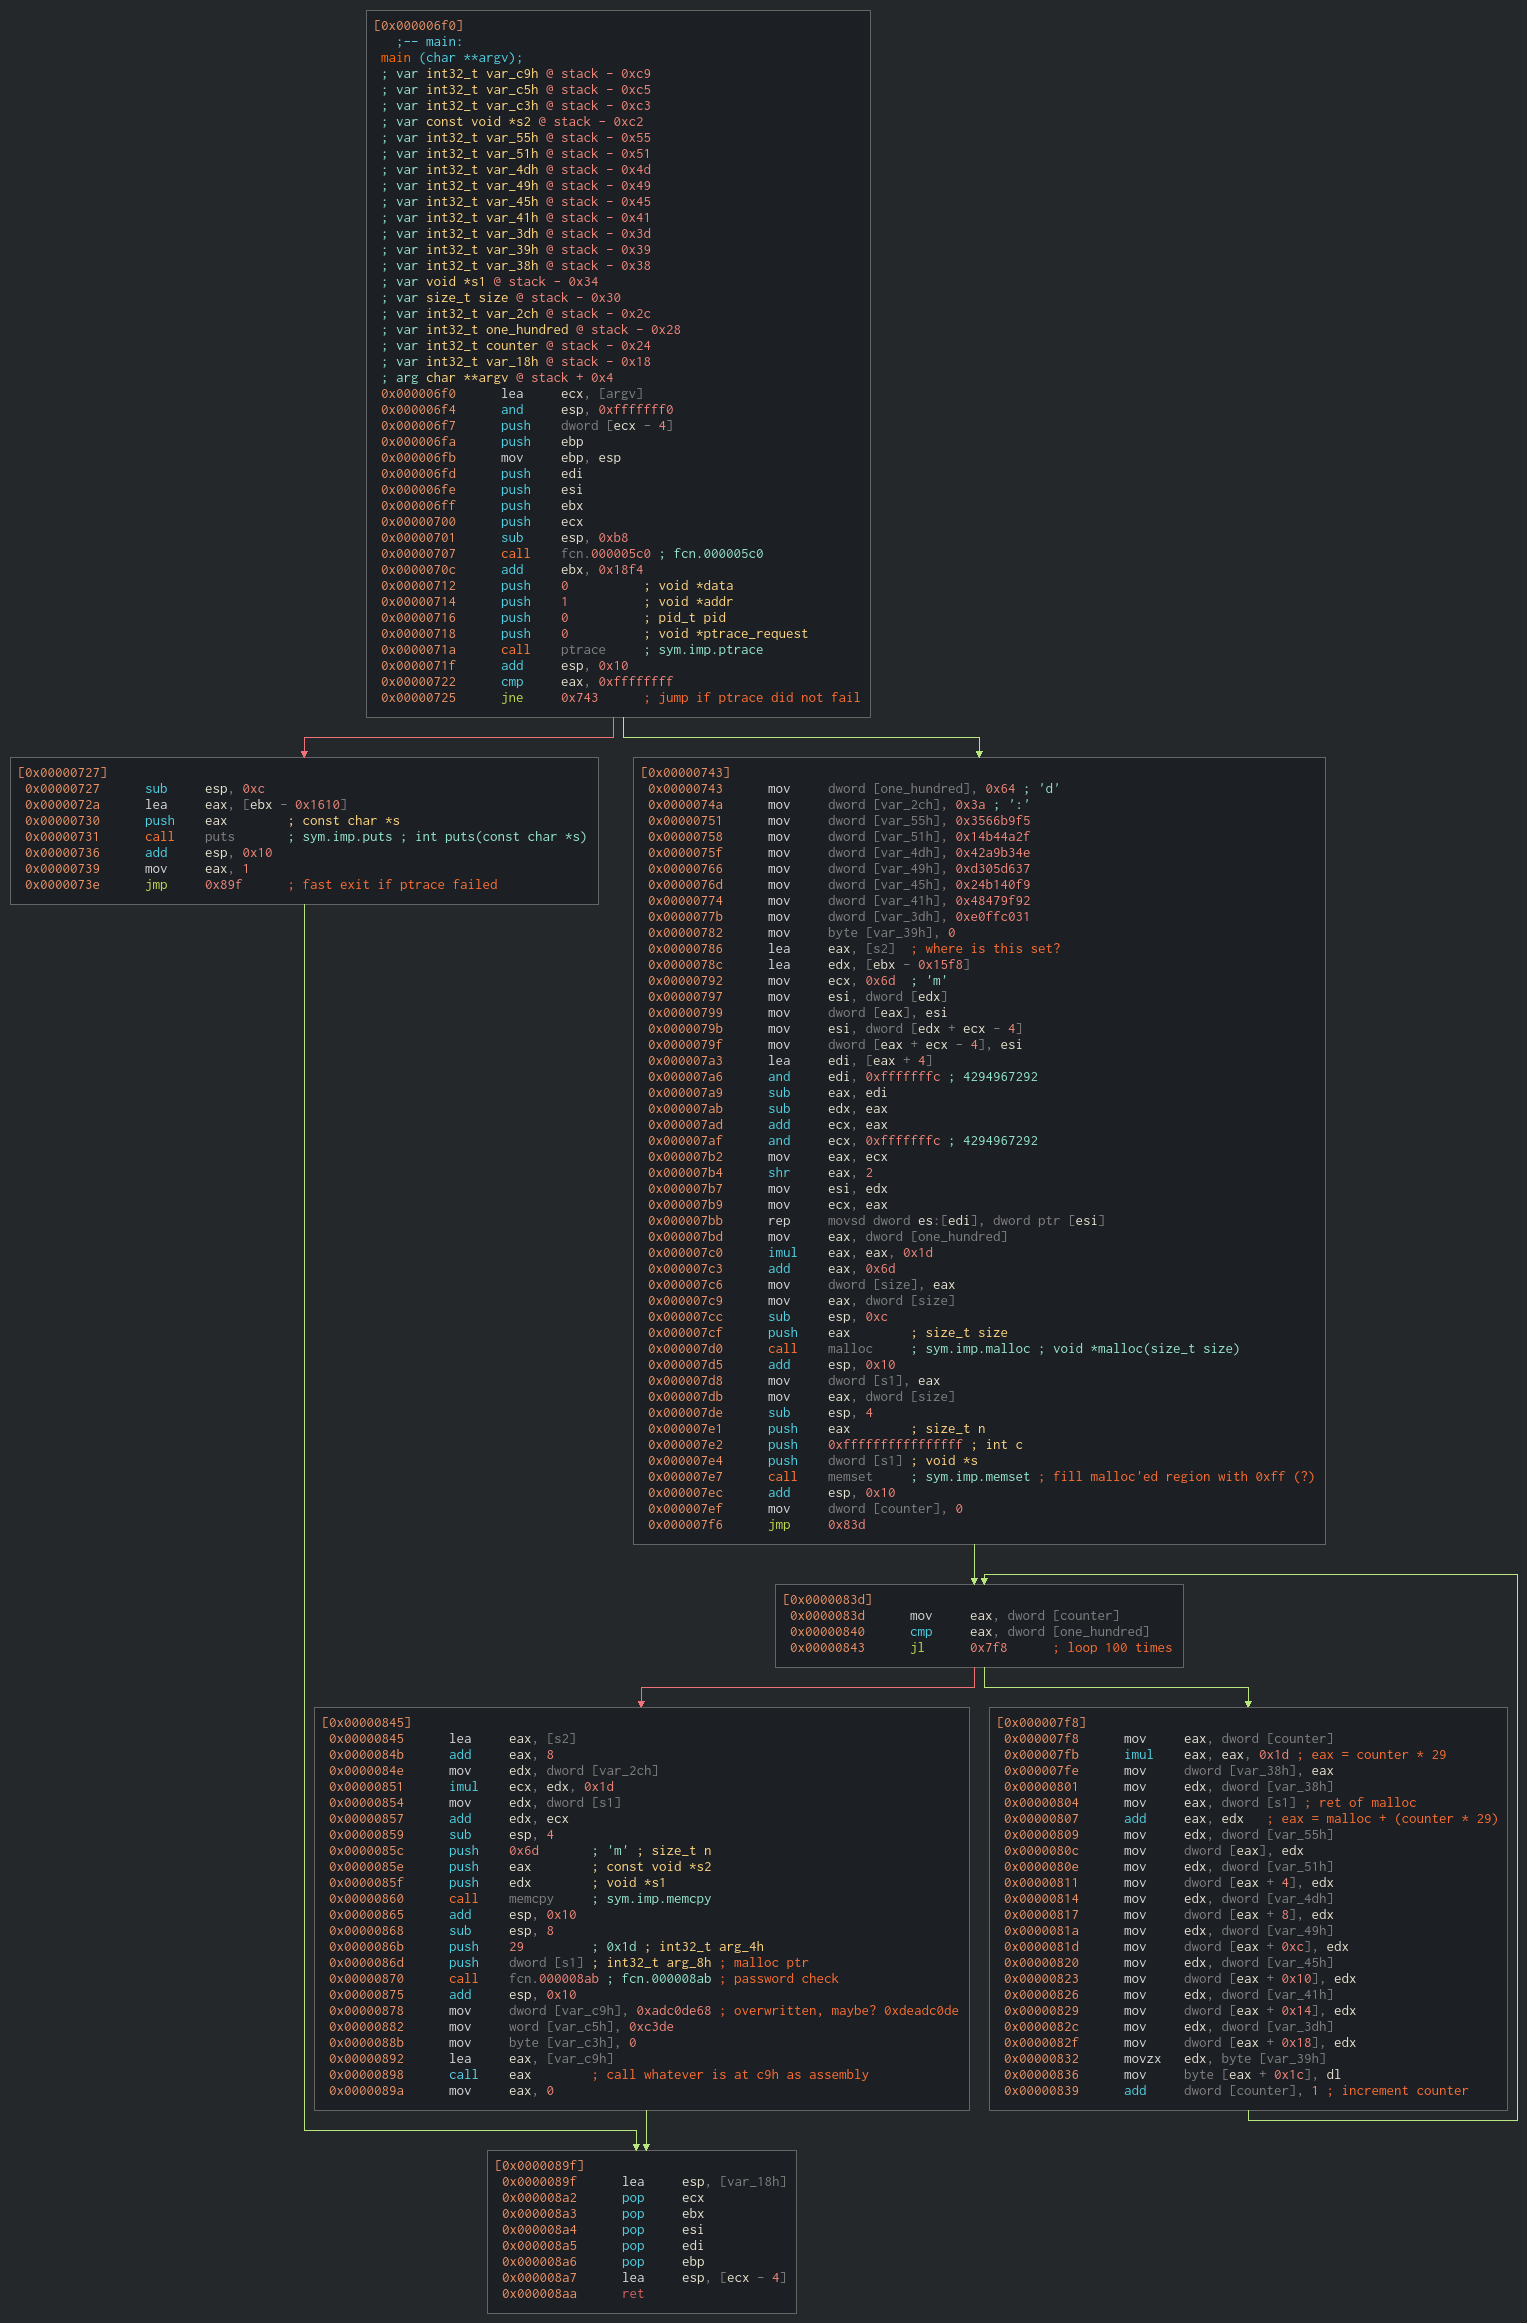 [0x000006f0]
;-- main:
main (char **argv);
; var int32_t var_c9h @ stack - 0xc9
; var int32_t var_c5h @ stack - 0xc5
; var int32_t var_c3h @ stack - 0xc3
; var const void *s2 @ stack - 0xc2
; var int32_t var_55h @ stack - 0x55
; var int32_t var_51h @ stack - 0x51
; var int32_t var_4dh @ stack - 0x4d
; var int32_t var_49h @ stack - 0x49
; var int32_t var_45h @ stack - 0x45
; var int32_t var_41h @ stack - 0x41
; var int32_t var_3dh @ stack - 0x3d
; var int32_t var_39h @ stack - 0x39
; var int32_t var_38h @ stack - 0x38
; var void *s1 @ stack - 0x34
; var size_t size @ stack - 0x30
; var int32_t var_2ch @ stack - 0x2c
; var int32_t one_hundred @ stack - 0x28
; var int32_t counter @ stack - 0x24
; var int32_t var_18h @ stack - 0x18
; arg char **argv @ stack + 0x4
0x000006f0 lea ecx, [argv]
0x000006f4 and esp, 0xfffffff0
0x000006f7 push dword [ecx - 4]
0x000006fa push ebp
0x000006fb mov ebp, esp
0x000006fd push edi
0x000006fe push esi
0x000006ff push ebx
0x00000700 push ecx
0x00000701 sub esp, 0xb8
0x00000707 call fcn.000005c0 ; fcn.000005c0
0x0000070c add ebx, 0x18f4
0x00000712 push 0 ; void *data
0x00000714 push 1 ; void *addr
0x00000716 push 0 ; pid_t pid
0x00000718 push 0 ; void *ptrace_request
0x0000071a call ptrace ; sym.imp.ptrace
0x0000071f add esp, 0x10
0x00000722 cmp eax, 0xffffffff
0x00000725 jne 0x743 ; jump if ptrace did not fail
[0x00000727]
0x00000727 sub esp, 0xc
0x0000072a lea eax, [ebx - 0x1610]
0x00000730 push eax ; const char *s
0x00000731 call puts ; sym.imp.puts ; int puts(const char *s)
0x00000736 add esp, 0x10
0x00000739 mov eax, 1
0x0000073e jmp 0x89f ; fast exit if ptrace failed
[0x00000743]
0x00000743 mov dword [one_hundred], 0x64 ; 'd'
0x0000074a mov dword [var_2ch], 0x3a ; ':'
0x00000751 mov dword [var_55h], 0x3566b9f5
0x00000758 mov dword [var_51h], 0x14b44a2f
0x0000075f mov dword [var_4dh], 0x42a9b34e
0x00000766 mov dword [var_49h], 0xd305d637
0x0000076d mov dword [var_45h], 0x24b140f9
0x00000774 mov dword [var_41h], 0x48479f92
0x0000077b mov dword [var_3dh], 0xe0ffc031
0x00000782 mov byte [var_39h], 0
0x00000786 lea eax, [s2] ; where is this set?
0x0000078c lea edx, [ebx - 0x15f8]
0x00000792 mov ecx, 0x6d ; 'm'
0x00000797 mov esi, dword [edx]
0x00000799 mov dword [eax], esi
0x0000079b mov esi, dword [edx + ecx - 4]
0x0000079f mov dword [eax + ecx - 4], esi
0x000007a3 lea edi, [eax + 4]
0x000007a6 and edi, 0xfffffffc ; 4294967292
0x000007a9 sub eax, edi
0x000007ab sub edx, eax
0x000007ad add ecx, eax
0x000007af and ecx, 0xfffffffc ; 4294967292
0x000007b2 mov eax, ecx
0x000007b4 shr eax, 2
0x000007b7 mov esi, edx
0x000007b9 mov ecx, eax
0x000007bb rep movsd dword es:[edi], dword ptr [esi]
0x000007bd mov eax, dword [one_hundred]
0x000007c0 imul eax, eax, 0x1d
0x000007c3 add eax, 0x6d
0x000007c6 mov dword [size], eax
0x000007c9 mov eax, dword [size]
0x000007cc sub esp, 0xc
0x000007cf push eax ; size_t size
0x000007d0 call malloc ; sym.imp.malloc ; void *malloc(size_t size)
0x000007d5 add esp, 0x10
0x000007d8 mov dword [s1], eax
0x000007db mov eax, dword [size]
0x000007de sub esp, 4
0x000007e1 push eax ; size_t n
0x000007e2 push 0xffffffffffffffff ; int c
0x000007e4 push dword [s1] ; void *s
0x000007e7 call memset ; sym.imp.memset ; fill malloc'ed region with 0xff (?)
0x000007ec add esp, 0x10
0x000007ef mov dword [counter], 0
0x000007f6 jmp 0x83d
[0x0000083d]
0x0000083d mov eax, dword [counter]
0x00000840 cmp eax, dword [one_hundred]
0x00000843 jl 0x7f8 ; loop 100 times
[0x00000845]
0x00000845 lea eax, [s2]
0x0000084b add eax, 8
0x0000084e mov edx, dword [var_2ch]
0x00000851 imul ecx, edx, 0x1d
0x00000854 mov edx, dword [s1]
0x00000857 add edx, ecx
0x00000859 sub esp, 4
0x0000085c push 0x6d ; 'm' ; size_t n
0x0000085e push eax ; const void *s2
0x0000085f push edx ; void *s1
0x00000860 call memcpy ; sym.imp.memcpy
0x00000865 add esp, 0x10
0x00000868 sub esp, 8
0x0000086b push 29 ; 0x1d ; int32_t arg_4h
0x0000086d push dword [s1] ; int32_t arg_8h ; malloc ptr
0x00000870 call fcn.000008ab ; fcn.000008ab ; password check
0x00000875 add esp, 0x10
0x00000878 mov dword [var_c9h], 0xadc0de68 ; overwritten, maybe? 0xdeadc0de
0x00000882 mov word [var_c5h], 0xc3de
0x0000088b mov byte [var_c3h], 0
0x00000892 lea eax, [var_c9h]
0x00000898 call eax ; call whatever is at c9h as assembly
0x0000089a mov eax, 0
[0x000007f8]
0x000007f8 mov eax, dword [counter]
0x000007fb imul eax, eax, 0x1d ; eax = counter * 29
0x000007fe mov dword [var_38h], eax
0x00000801 mov edx, dword [var_38h]
0x00000804 mov eax, dword [s1] ; ret of malloc
0x00000807 add eax, edx ; eax = malloc + (counter * 29)
0x00000809 mov edx, dword [var_55h]
0x0000080c mov dword [eax], edx
0x0000080e mov edx, dword [var_51h]
0x00000811 mov dword [eax + 4], edx
0x00000814 mov edx, dword [var_4dh]
0x00000817 mov dword [eax + 8], edx
0x0000081a mov edx, dword [var_49h]
0x0000081d mov dword [eax + 0xc], edx
0x00000820 mov edx, dword [var_45h]
0x00000823 mov dword [eax + 0x10], edx
0x00000826 mov edx, dword [var_41h]
0x00000829 mov dword [eax + 0x14], edx
0x0000082c mov edx, dword [var_3dh]
0x0000082f mov dword [eax + 0x18], edx
0x00000832 movzx edx, byte [var_39h]
0x00000836 mov byte [eax + 0x1c], dl
0x00000839 add dword [counter], 1 ; increment counter
[0x0000089f]
0x0000089f lea esp, [var_18h]
0x000008a2 pop ecx
0x000008a3 pop ebx
0x000008a4 pop esi
0x000008a5 pop edi
0x000008a6 pop ebp
0x000008a7 lea esp, [ecx - 4]
0x000008aa ret